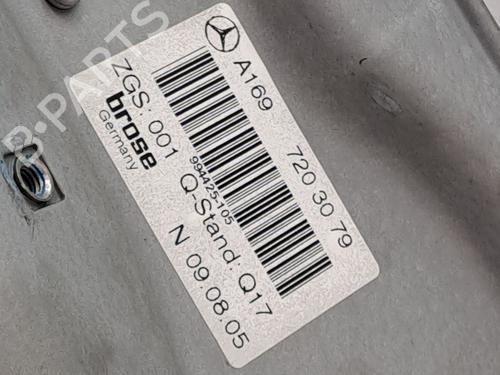 A169 720 30 79
994425-105
ZGS: 001 Q-Stand: Q17
brose
Germany
N 09.08.05
B-PARTS